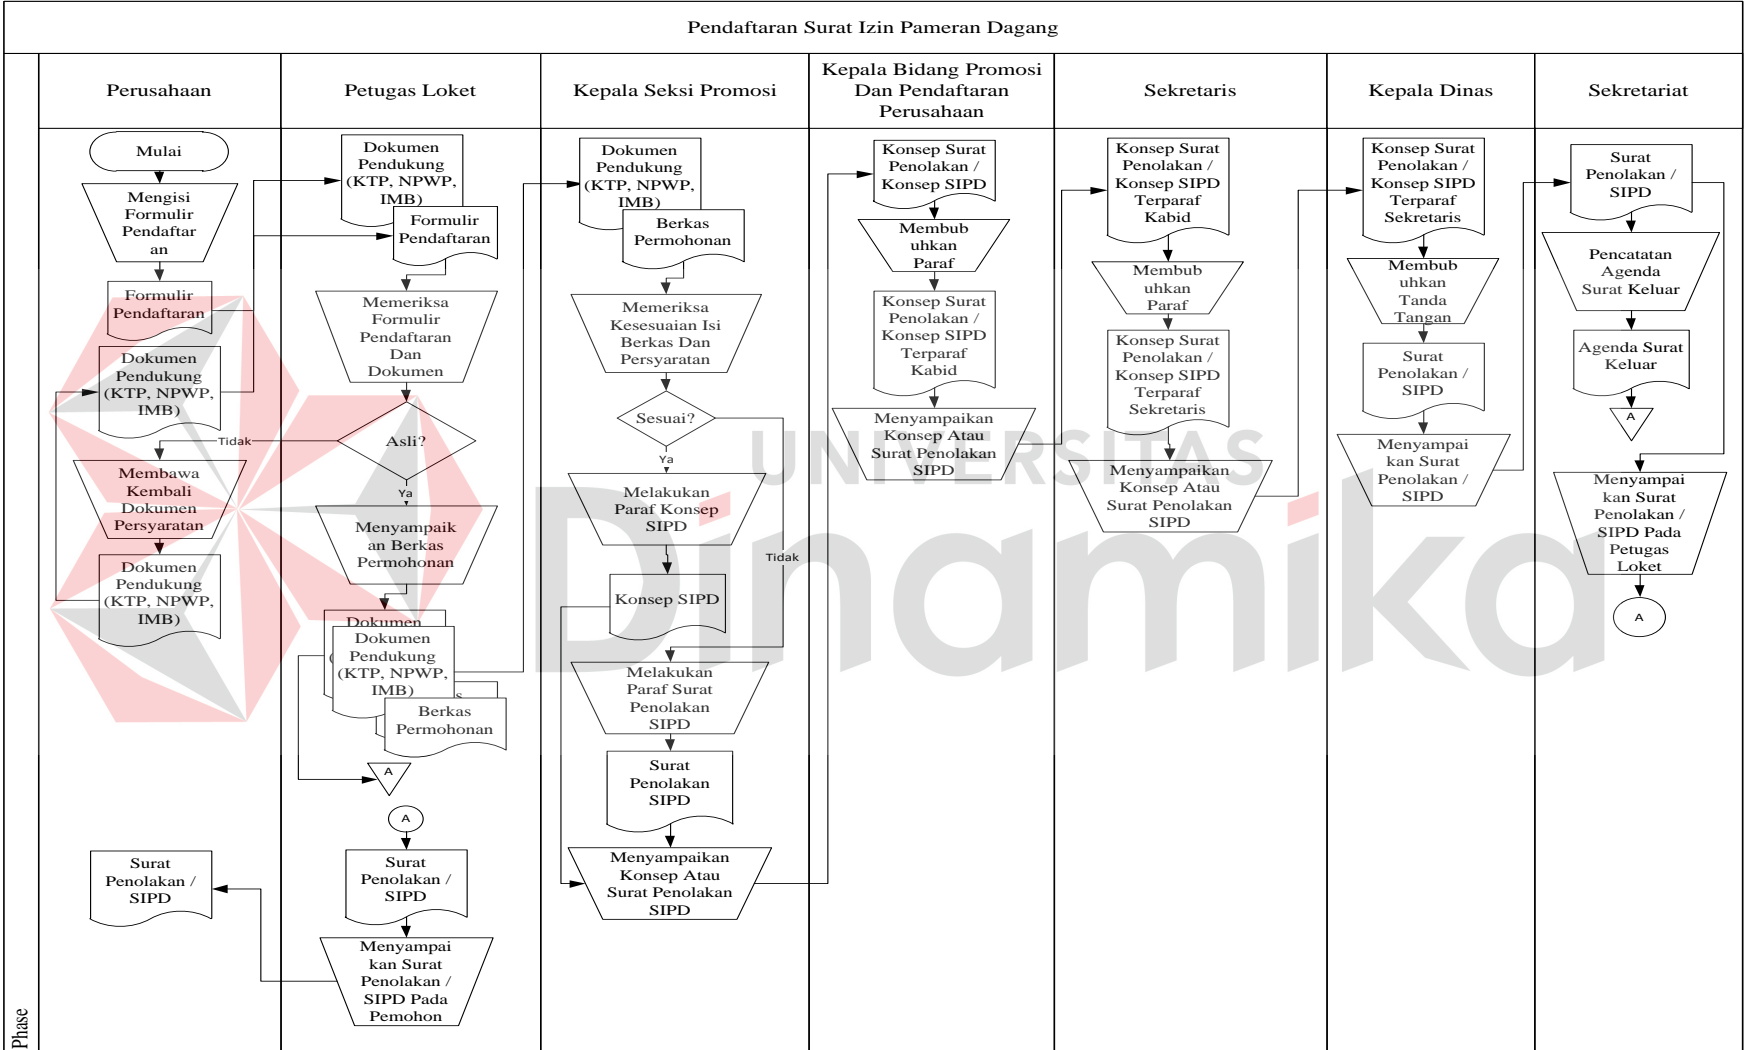 Pendaftaran Surat Izin Pameran Dagang
Phase
Perusahaan
Petugas Loket
Kepala Seksi Promosi
Kepala Bidang Promosi
Dan Pendaftaran
Perusahaan
Sekretaris
Kepala Dinas
Sekretariat
Mulai
Mengisi
Formulir
Pendaftar
an
Formulir
Pendaftaran
Dokumen
Pendukung
(KTP, NPWP,
IMB)
Tidak
Membawa
Kembali
Dokumen
Persyaratan
Dokumen
Pendukung
(KTP, NPWP,
IMB)
Surat
Penolakan /
SIPD
Dokumen
Pendukung
(KTP, NPWP,
IMB)
Formulir
Pendaftaran
Memeriksa
Formulir
Pendaftaran
Dan
Dokumen
Asli?
Ya
Menyampaik
an Berkas
Permohonan
Dokumen
Dokumen
Pendukung
(KTP, NPWP,
IMB)
Berkas
Permohonan
A
A
Surat
Penolakan /
SIPD
Menyampai
kan Surat
Penolakan /
SIPD Pada
Pemohon
Dokumen
Pendukung
(KTP, NPWP,
IMB)
Berkas
Permohonan
Memeriksa
Kesesuaian Isi
Berkas Dan
Persyaratan
Sesuai?
Ya
Tidak
Melakukan
Paraf Konsep
SIPD
Konsep SIPD
Melakukan
Paraf Surat
Penolakan
SIPD
Surat
Penolakan
SIPD
Menyampaikan
Konsep Atau
Surat Penolakan
SIPD
Konsep Surat
Penolakan /
Konsep SIPD
Membub
uhkan
Paraf
Konsep Surat
Penolakan /
Konsep SIPD
Terparaf
Kabid
Menyampaikan
Konsep Atau
Surat Penolakan
SIPD
Konsep Surat
Penolakan /
Konsep SIPD
Terparaf
Kabid
Membub
uhkan
Paraf
Konsep Surat
Penolakan /
Konsep SIPD
Terparaf
Sekretaris
Menyampaikan
Konsep Atau
Surat Penolakan
SIPD
Konsep Surat
Penolakan /
Konsep SIPD
Terparaf
Sekretaris
Membub
uhkan
Tanda
Tangan
Surat
Penolakan /
SIPD
Menyampai
kan Surat
Penolakan /
SIPD
Surat
Penolakan /
SIPD
Pencatatan
Agenda
Surat Keluar
Agenda Surat
Keluar
A
Menyampai
kan Surat
Penolakan /
SIPD Pada
Petugas
Loket
A
UNIVERSITAS
Dinamika